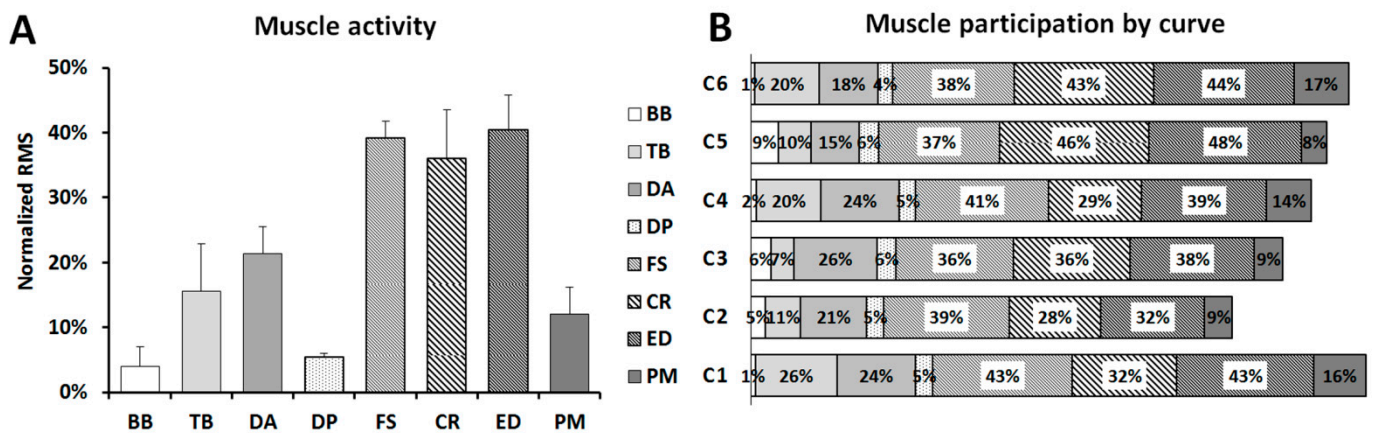 A
Muscle activity
Normalized RMS
50%
40%
30%
20%
10%
0%
BB TB DA DP FS CR ED PM
BB
TB
DA
DP
FS
CR
ED
PM
B
Muscle participation by curve
C6 1% 20% 18% 4% 38% 43% 44% 17%
C5 9% 10% 15% 6% 37% 46% 48% 8%
C4 2% 20% 24% 5% 41% 29% 39% 14%
C3 6% 7% 26% 6% 36% 36% 38% 9%
C2 5% 11% 21% 5% 39% 28% 32% 9%
C1 1% 26% 24% 5% 43% 32% 43% 16%